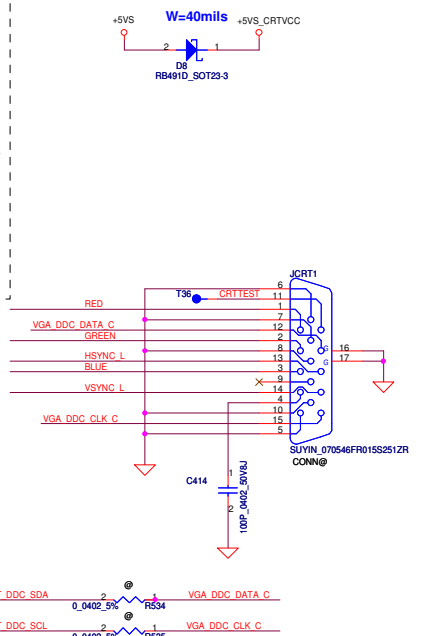 W=40mils
+5VS
+5VS_CRTVCC
2
1
D8
RB491D_SOT23-3
JCRT1
6
T36
CRTTEST
11
RED
1
7
VGA_DDC_DATA_C
12
GREEN
2
8
G
16
HSYNC_L
13
G
17
BLUE
3
9
VSYNC_L
14
4
10
VGA_DDC_CLK_C
15
5
SUYIN_070546FR015S251ZR
CONN@
C414
1
2
100P_0402_50V8J
@
DDC_SDA
2
1
VGA_DDC_DATA_C
0_0402_5%
R534
@
DDC_SCL
2
1
VGA_DDC_CLK_C